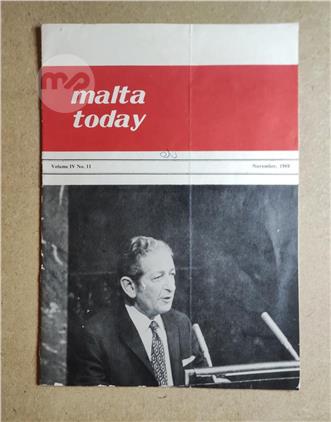 malta
today
Volume IV No. 11
November, 1968